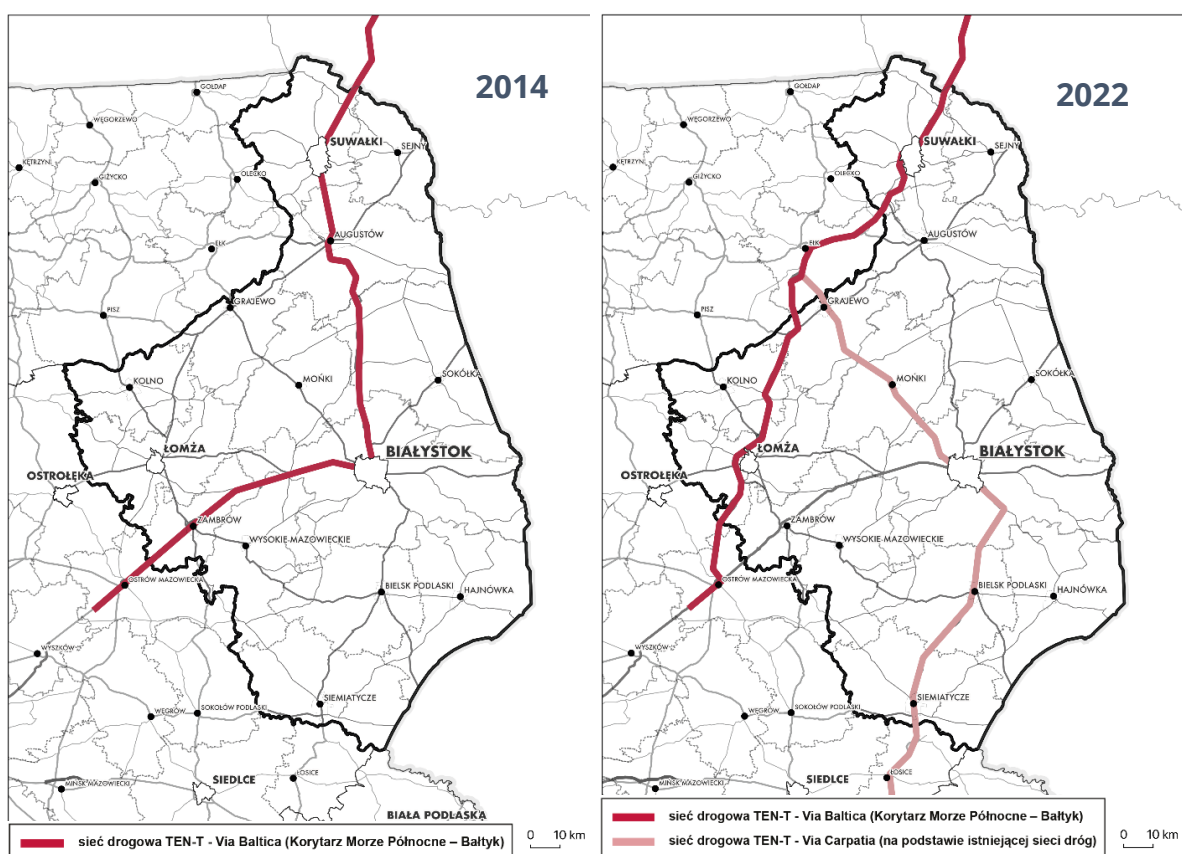 2014
GOŁDAP
WĘGORZEWO
KĘTRZYN
GIŻYCKO
OLECKO
SUWAŁKI
SEJNY
EŁK
AUGUSTÓW
GRAJEWO
PISZ
KOLNO
MOŃKI
SOKÓŁKA
ŁOMŻA
BIAŁYSTOK
OSTROŁĘKA
ZAMBRÓW
WYSOKIE-MAZOWIECKIE
OSTRÓW MAZOWIECKA
BIELSK PODLASKI
HAJNÓWKA
WYSZKÓW
SIEMIATYCZE
WĘGRÓW
SOKOŁÓW PODLASKI
SIEDLCE
ŁOSICE
MIŃSK MAZOWIECKI
BIAŁA PODLASKA
sieć drogowa TEN-T - Via Baltica (Korytarz Morze Północne – Bałtyk)
0 10 km
2022
GOŁDAP
WĘGORZEWO
KĘTRZYN
GIŻYCKO
OLECKO
SUWAŁKI
SEJNY
EŁK
AUGUSTÓW
GRAJEWO
PISZ
KOLNO
MOŃKI
SOKÓŁKA
ŁOMŻA
BIAŁYSTOK
OSTROŁĘKA
ZAMBRÓW
WYSOKIE-MAZOWIECKIE
OSTRÓW MAZOWIECKA
BIELSK PODLASKI
HAJNÓWKA
WYSZKÓW
SIEMIATYCZE
WĘGRÓW
SOKOŁÓW PODLASKI
SIEDLCE
ŁOSICE
MIŃSK MAZOWIECKI
sieć drogowa TEN-T - Via Baltica (Korytarz Morze Północne – Bałtyk)
sieć drogowa TEN-T - Via Carpatia (na podstawie istniejącej sieci dróg)
0 10 km